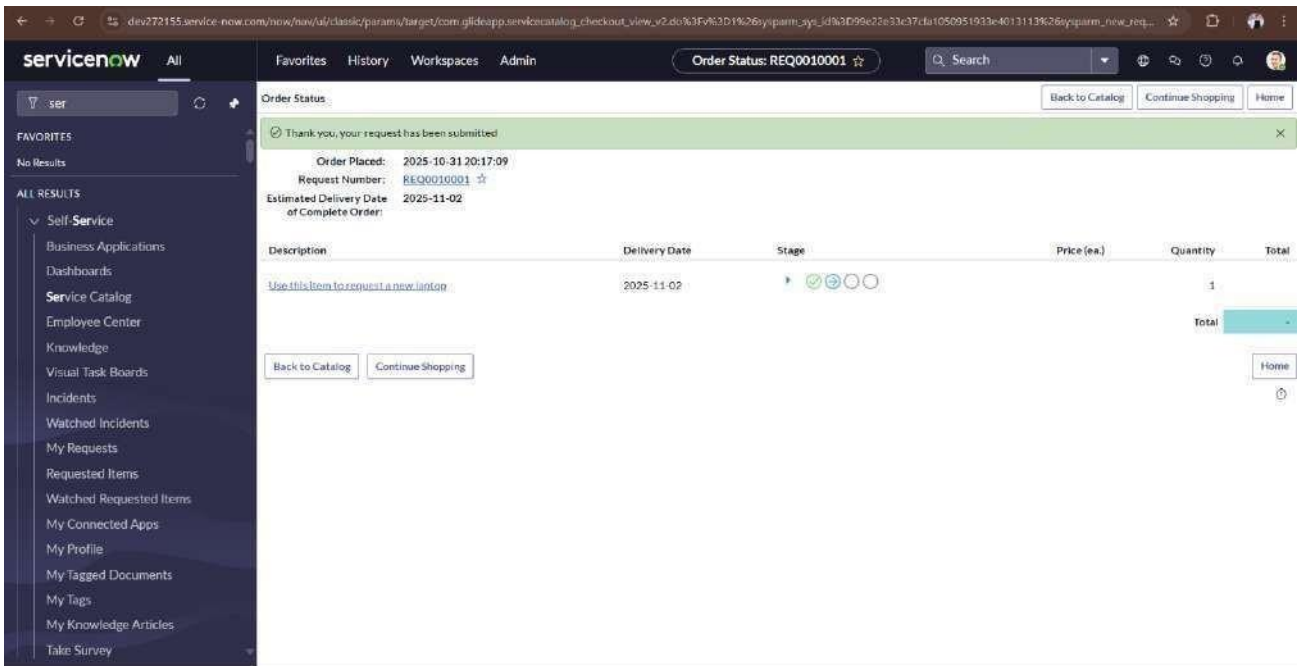 dev272155.service-now.com/now/nav/ui/classic/params/target/com.glideapp.servicecatalog_checkout_view_v2.do%3Fv%3D1%26sysparm_sys_id%3D99e22e33c37cfa1050951933e4013113%26sysparm_new_req...
servicenow All Favorites History Workspaces Admin Order Status: REQ0010001 Search
ser
Order Status Back to Catalog Continue Shopping Home
FAVORITES
Thank you, your request has been submitted
No Results
Order Placed: 2025-10-31 20:17:09
Request Number: REQ0010001
Estimated Delivery Date of Complete Order: 2025-11-02
ALL RESULTS
Self-Service
Business Applications
Dashboards
Service Catalog
Employee Center
Knowledge
Visual Task Boards
Incidents
Watched Incidents
My Requests
Requested Items
Watched Requested Items
My Connected Apps
My Profile
My Tagged Documents
My Tags
My Knowledge Articles
Take Survey
Description Delivery Date Stage Price (ea.) Quantity Total
Use this item to request a new laptop 2025-11-02 1
Total -
Back to Catalog Continue Shopping Home